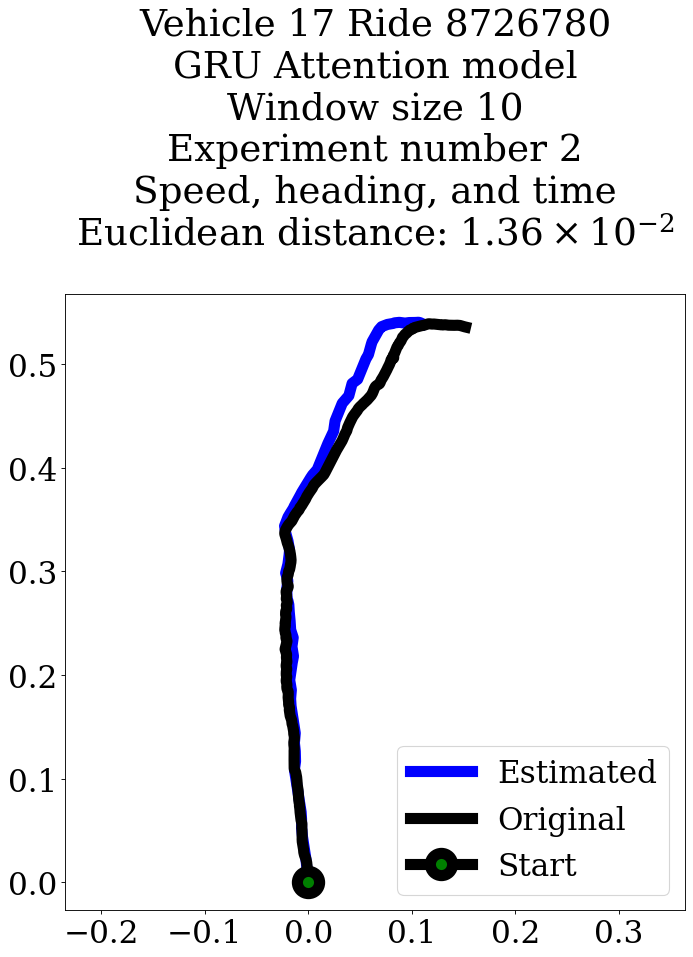 Vehicle 17 Ride 8726780
GRU Attention model
Window size 10
Experiment number 2
Speed, heading, and time
Euclidean distance: 1.36 × 10⁻²
0.5
0.4
0.3
0.2
0.1
0.0
Estimated
Original
Start
−0.2 −0.1 0.0 0.1 0.2 0.3